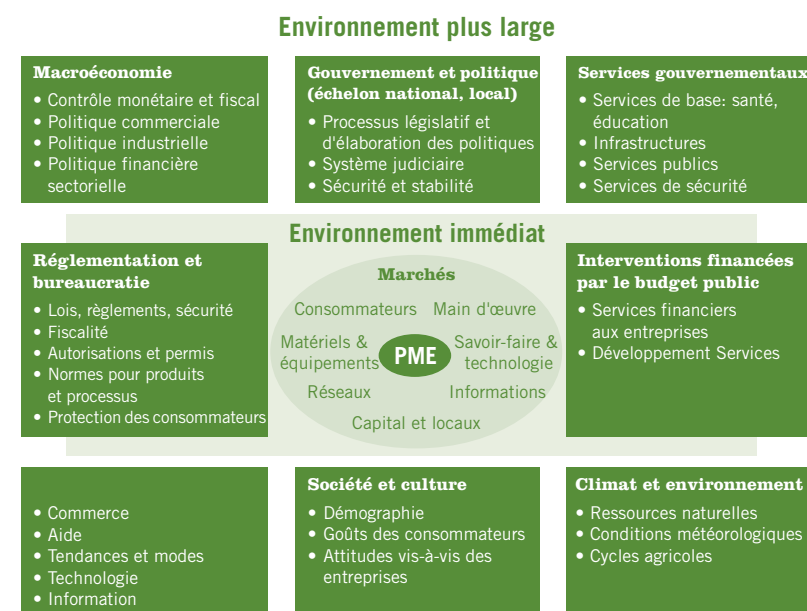 Environnement plus large
Macroéconomie
• Contrôle monétaire et fiscal
• Politique commerciale
• Politique industrielle
• Politique financière
sectorielle
Gouvernement et politique
(échelon national, local)
• Processus législatif et
d'élaboration des politiques
• Système judiciaire
• Sécurité et stabilité
Services gouvernementaux
• Services de base: santé,
éducation
• Infrastructures
• Services publics
• Services de sécurité
Environnement immédiat
Réglementation et
bureaucratie
• Lois, règlements, sécurité
• Fiscalité
• Autorisations et permis
• Normes pour produits
et processus
• Protection des consommateurs
Marchés
Consommateurs Main d'œuvre
Matériels &
équipements
PME
Savoir-faire &
technologie
Réseaux Informations
Capital et locaux
Interventions financées
par le budget public
• Services financiers
aux entreprises
• Développement Services
• Commerce
• Aide
• Tendances et modes
• Technologie
• Information
Société et culture
• Démographie
• Goûts des consommateurs
• Attitudes vis-à-vis des
entreprises
Climat et environnement
• Ressources naturelles
• Conditions météorologiques
• Cycles agricoles